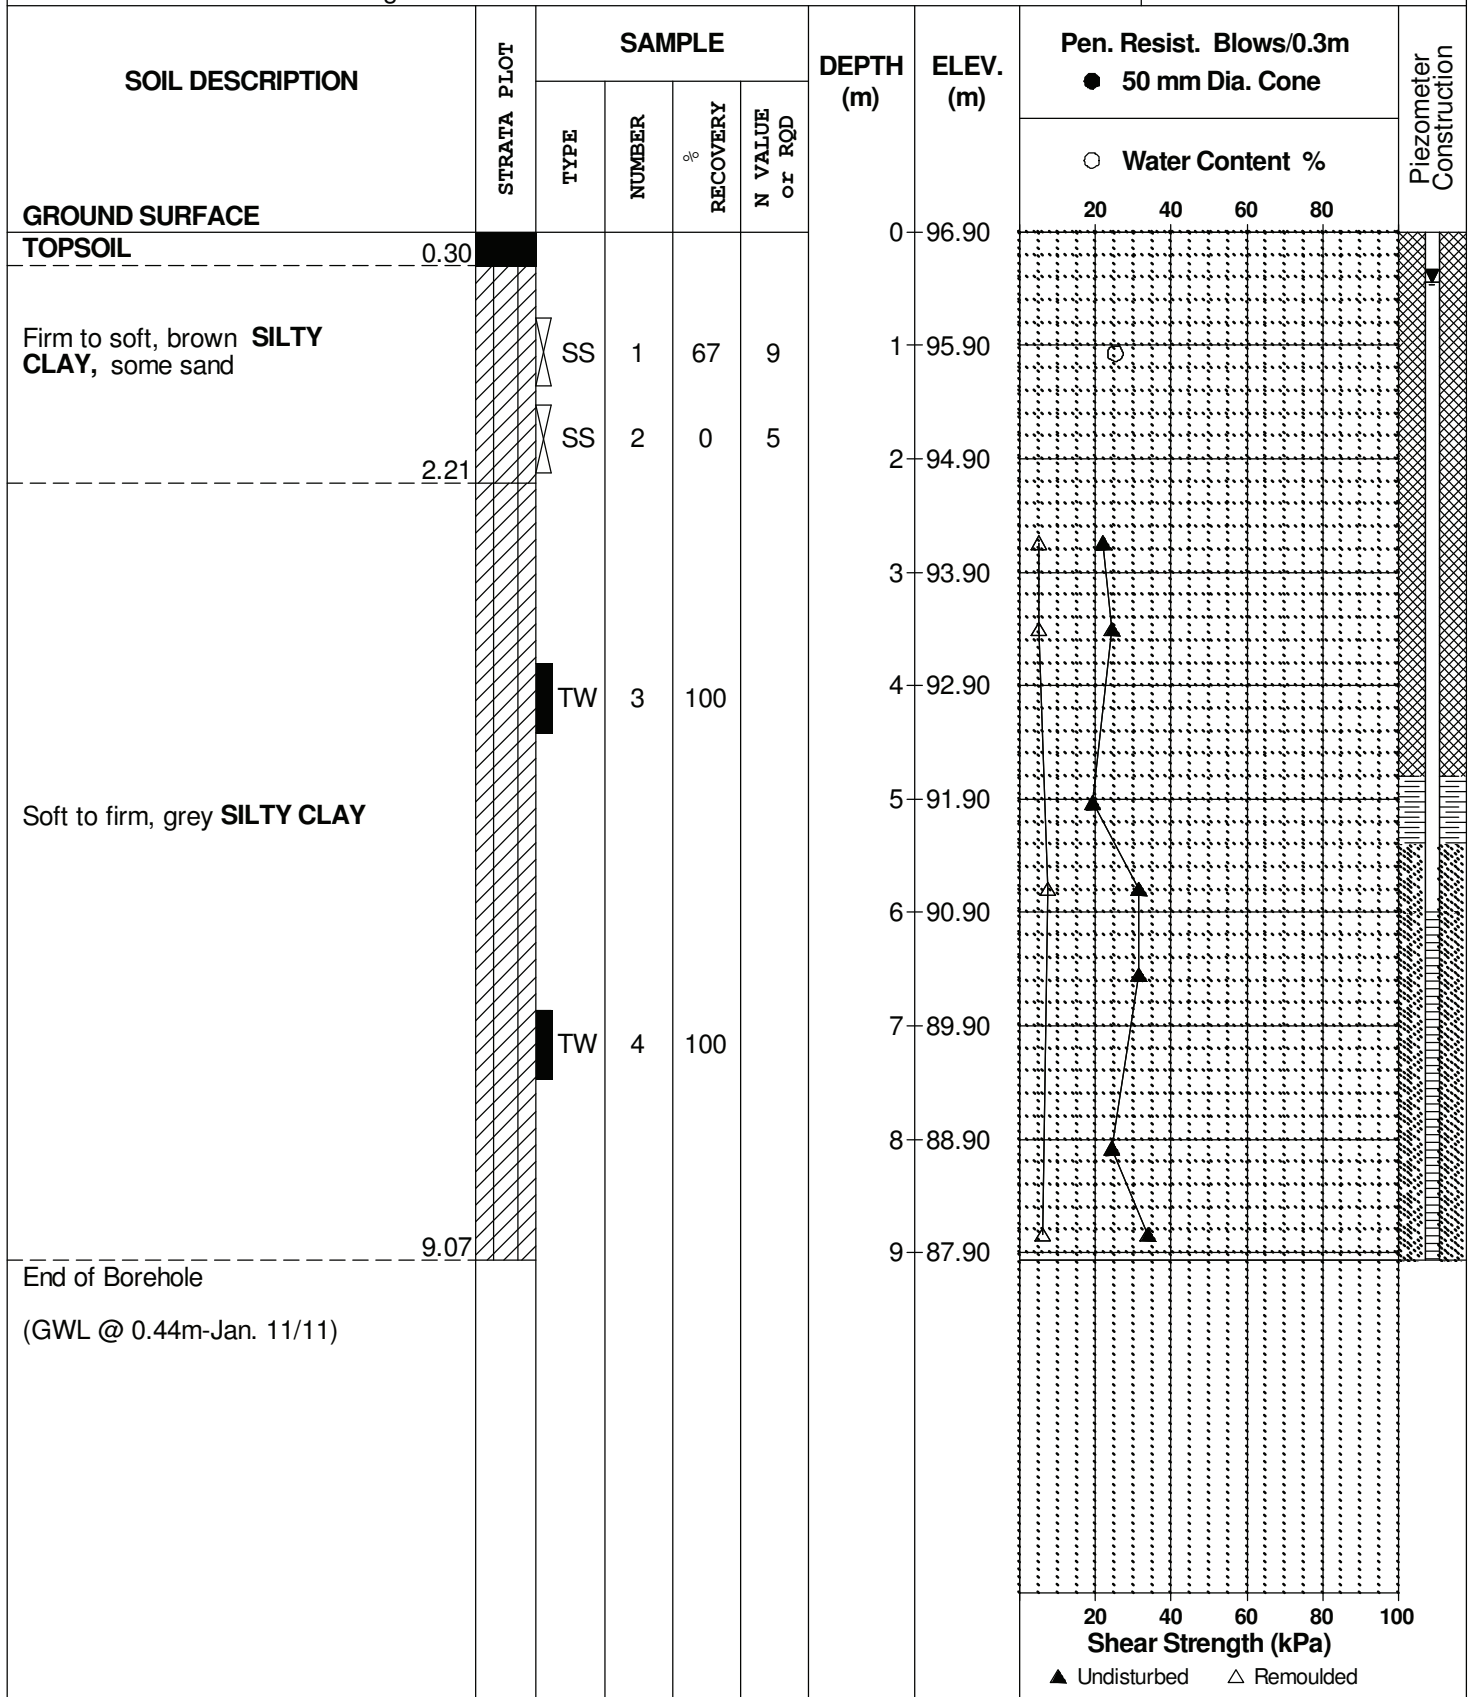 SOIL DESCRIPTION
STRATA PLOT
SAMPLE
TYPE
NUMBER
% RECOVERY
N VALUE or RQD
DEPTH (m)
ELEV. (m)
Pen. Resist. Blows/0.3m
● 50 mm Dia. Cone
○ Water Content %
20 40 60 80
Piezometer Construction
GROUND SURFACE
0 96.90
TOPSOIL 0.30
Firm to soft, brown SILTY
CLAY, some sand
SS 1 67 9
1 95.90
SS 2 0 5
2 94.90
2.21
3 93.90
TW 3 100
4 92.90
Soft to firm, grey SILTY CLAY
5 91.90
6 90.90
7 89.90
TW 4 100
8 88.90
9.07
9 87.90
End of Borehole
(GWL @ 0.44m-Jan. 11/11)
20 40 60 80 100
Shear Strength (kPa)
▲ Undisturbed △ Remoulded